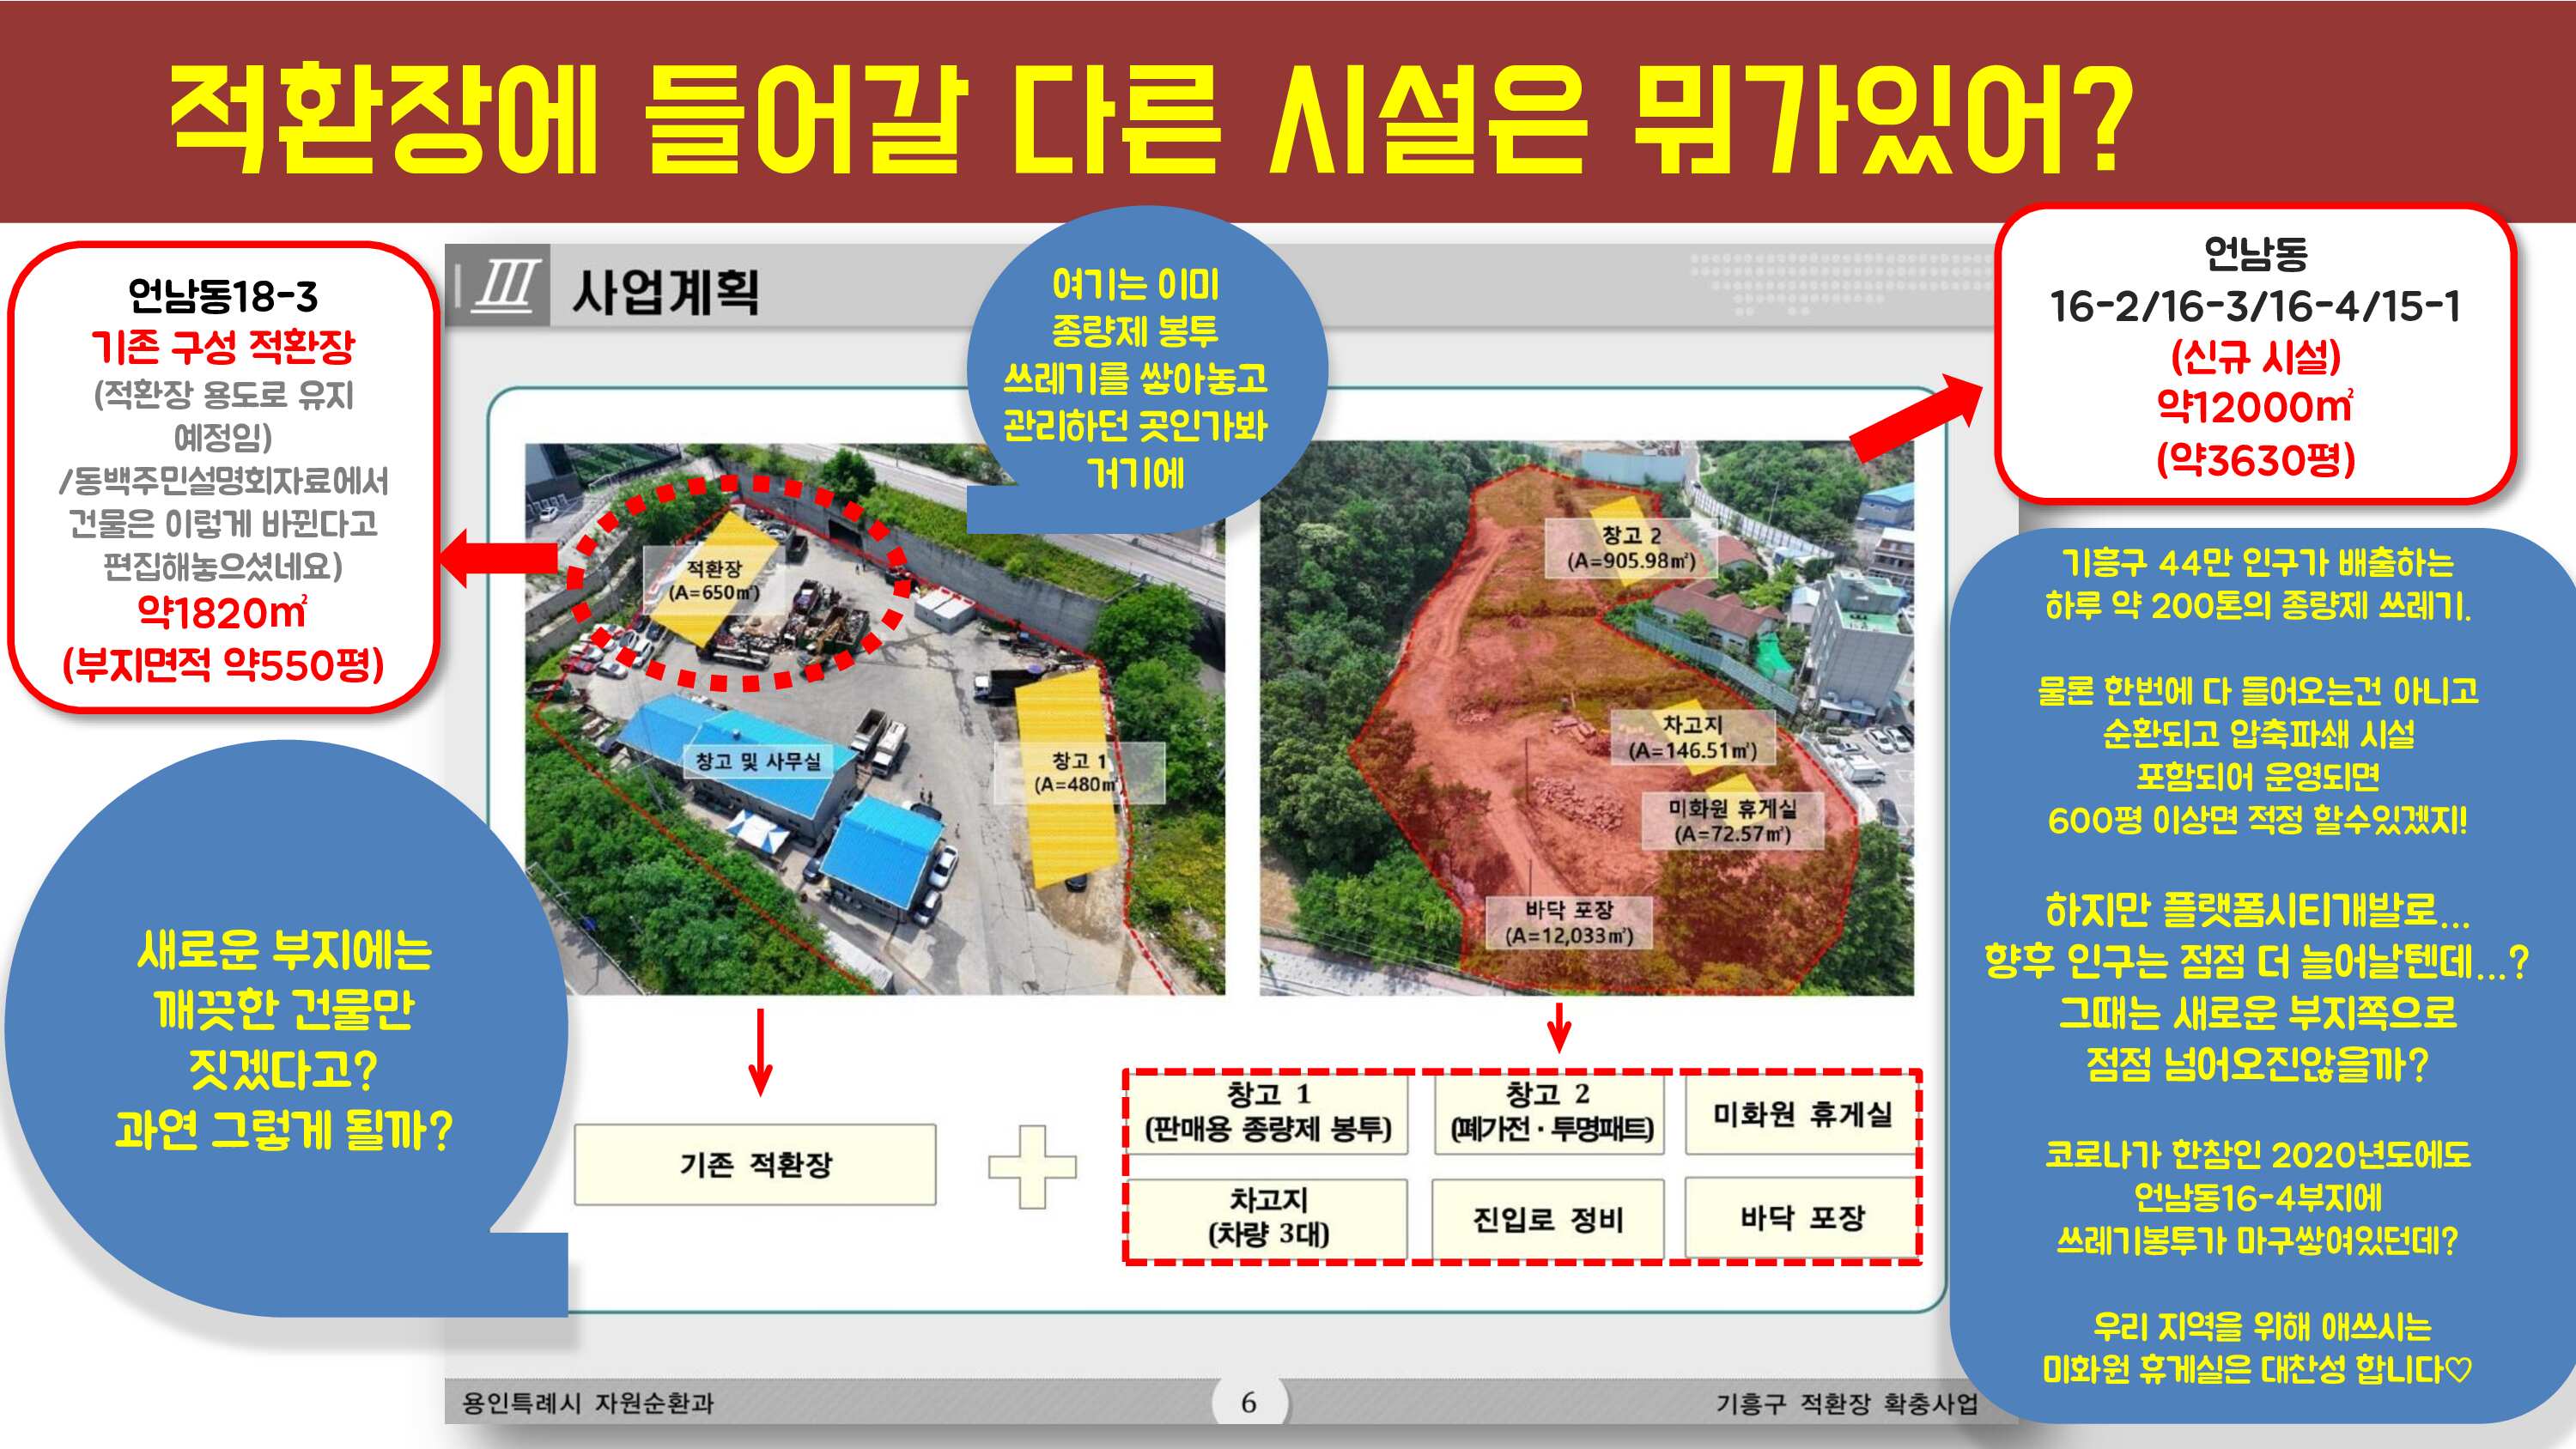 적환장에 들어갈 다른 시설은 뭐가있어?
언남동18-3
기존 구성 적환장
(적환장 용도로 유지
예정임)
/동백주민설명회자료에서
건물은 이렇게 바뀐다고
편집해놓으셨네요)
약1820㎡
(부지면적 약550평)
Ⅲ 사업계획
여기는 이미
종량제 봉투
쓰레기를 쌓아놓고
관리하던 곳인가봐
거기에
언남동
16-2/16-3/16-4/15-1
(신규 시설)
약12000㎡
(약3630평)
적환장
(A=650㎡)
창고 및 사무실
창고 1
(A=480㎡)
창고 2
(A=905.98㎡)
차고지
(A=146.51㎡)
미화원 휴게실
(A=72.57㎡)
바닥 포장
(A=12,033㎡)
새로운 부지에는
깨끗한 건물만
짓겠다고?
과연 그렇게 될까?
기존 적환장
창고 1
(판매용 종량제 봉투)
창고 2
(폐가전 · 투명패트)
미화원 휴게실
차고지
(차량 3대)
진입로 정비
바닥 포장
기흥구 44만 인구가 배출하는
하루 약 200톤의 종량제 쓰레기.
물론 한번에 다 들어오는건 아니고
순환되고 압축파쇄 시설
포함되어 운영되면
600평 이상면 적정 할수있겠지!
하지만 플랫폼시티개발로...
향후 인구는 점점 더 늘어날텐데...?
그때는 새로운 부지쪽으로
점점 넘어오진않을까?
코로나가 한참인 2020년도에도
언남동16-4부지에
쓰레기봉투가 마구쌓여있던데?
우리 지역을 위해 애쓰시는
미화원 휴게실은 대찬성 합니다♡
용인특례시 자원순환과
6
기흥구 적환장 확충사업